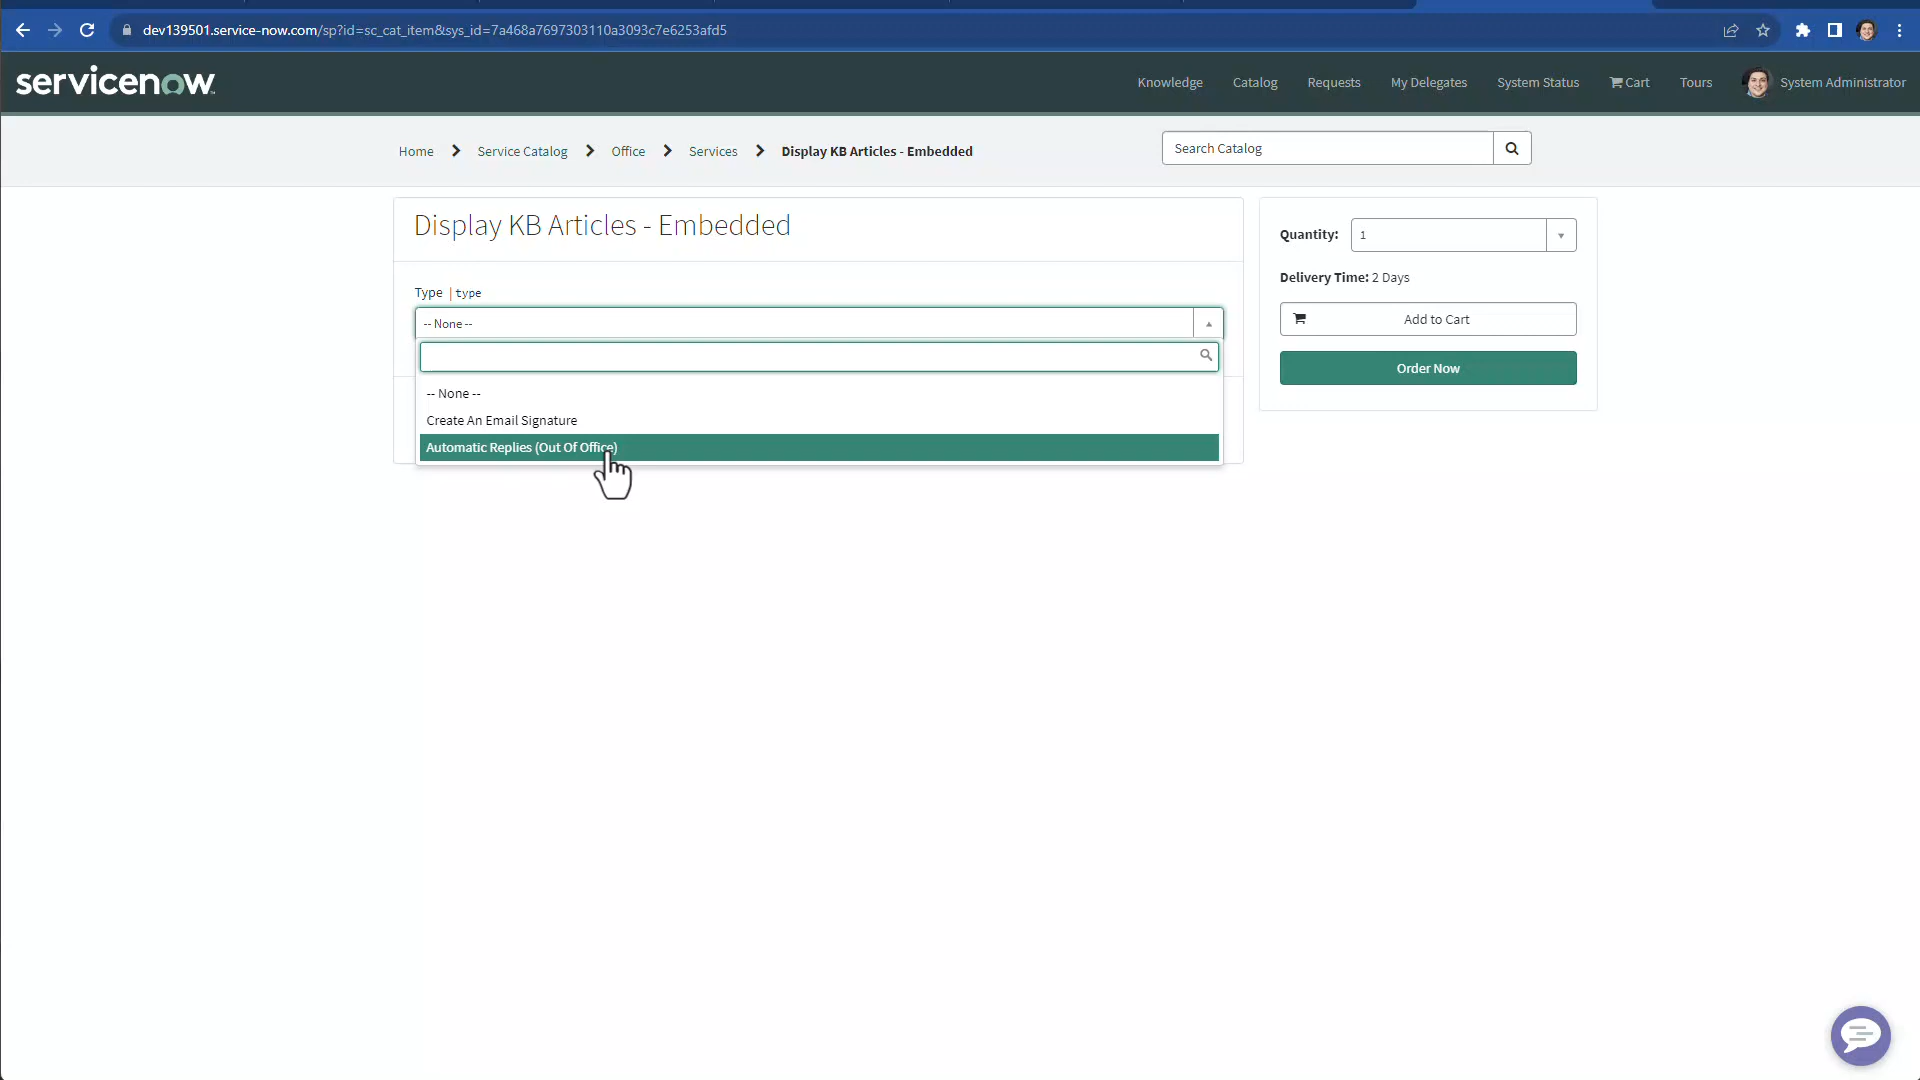 dev139501.service-now.com/sp?id=sc_cat_item&sys_id=7a468a7697303110a3093c7e6253afd5
servicenow
Knowledge Catalog Requests My Delegates System Status Cart Tours System Administrator
Home Service Catalog Office Services Display KB Articles - Embedded
Search Catalog
Display KB Articles - Embedded
Quantity: 1
Delivery Time: 2 Days
Type | type
-- None --
Add to Cart
Order Now
-- None --
Create An Email Signature
Automatic Replies (Out Of Office)